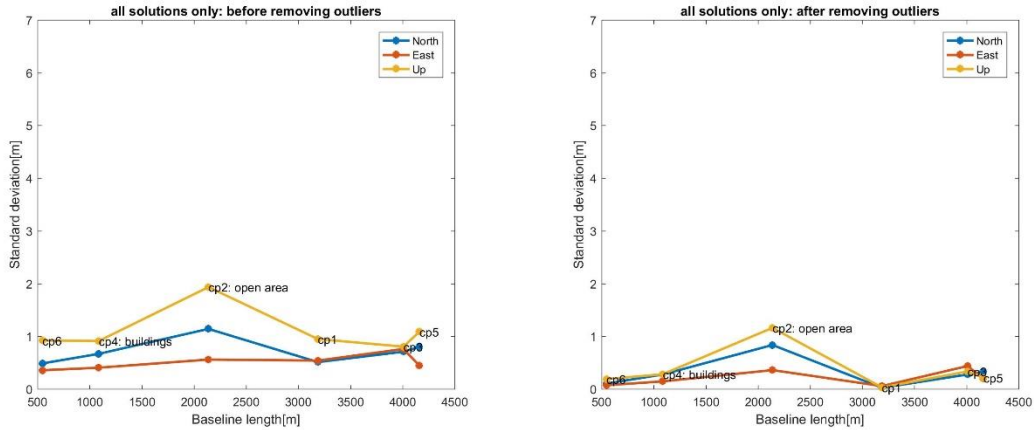 all solutions only: before removing outliers
7
6
5
4
3
2
1
0
Standard deviation[m]
North
East
Up
cp6
cp4: buildings
cp2: open area
cp1
cp5
500 1000 1500 2000 2500 3000 3500 4000 4500
Baseline length[m]
all solutions only: after removing outliers
7
6
5
4
3
2
1
0
Standard deviation[m]
North
East
Up
cp6
cp4: buildings
cp2: open area
cp1
cp5
500 1000 1500 2000 2500 3000 3500 4000 4500
Baseline length[m]